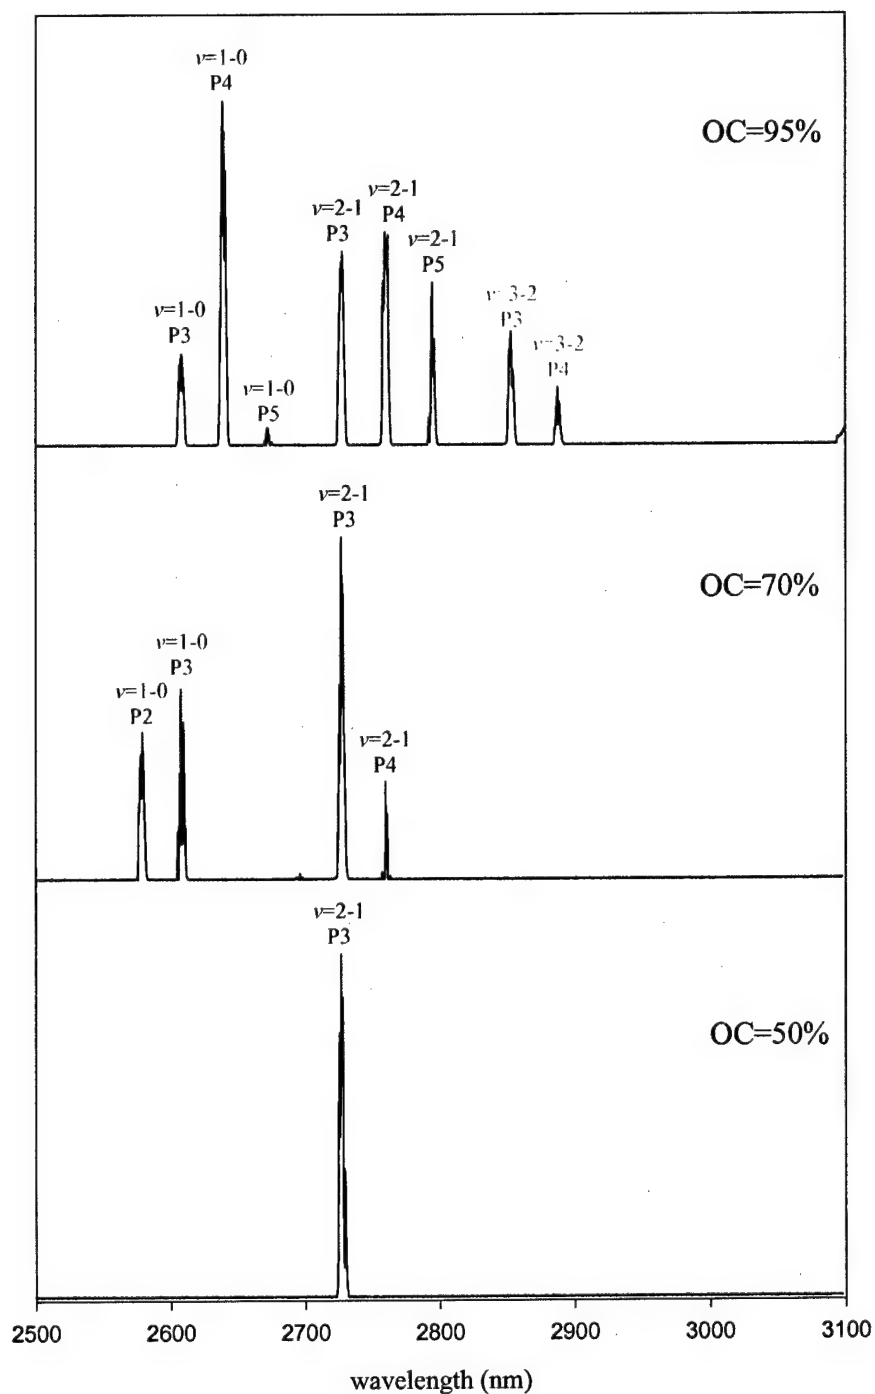 v=1-0
P4
OC=95%
v=2-1
P4
v=2-1
P3
v=2-1
P5
v=3-2
P3
v=1-0
P3
v=3-2
P4
v=1-0
P5
v=2-1
P3
OC=70%
v=1-0
P3
v=1-0
P2
v=2-1
P4
v=2-1
P3
OC=50%
2500 2600 2700 2800 2900 3000 3100
wavelength (nm)